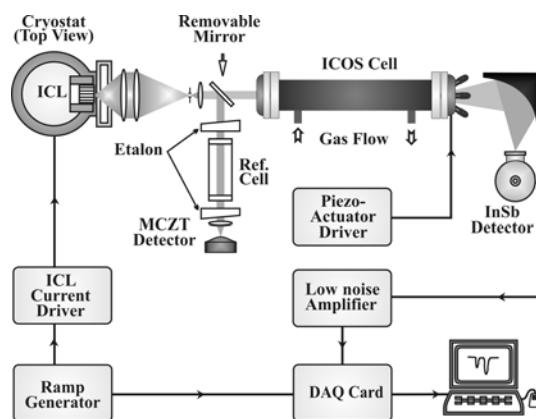 Cryostat
(Top View)
Removable
Mirror
ICOS Cell
ICL
Gas Flow
Etalon
Ref.
Cell
MCZT
Detector
Piezo-
Actuator
Driver
InSb
Detector
ICL
Current
Driver
Low noise
Amplifier
Ramp
Generator
DAQ Card